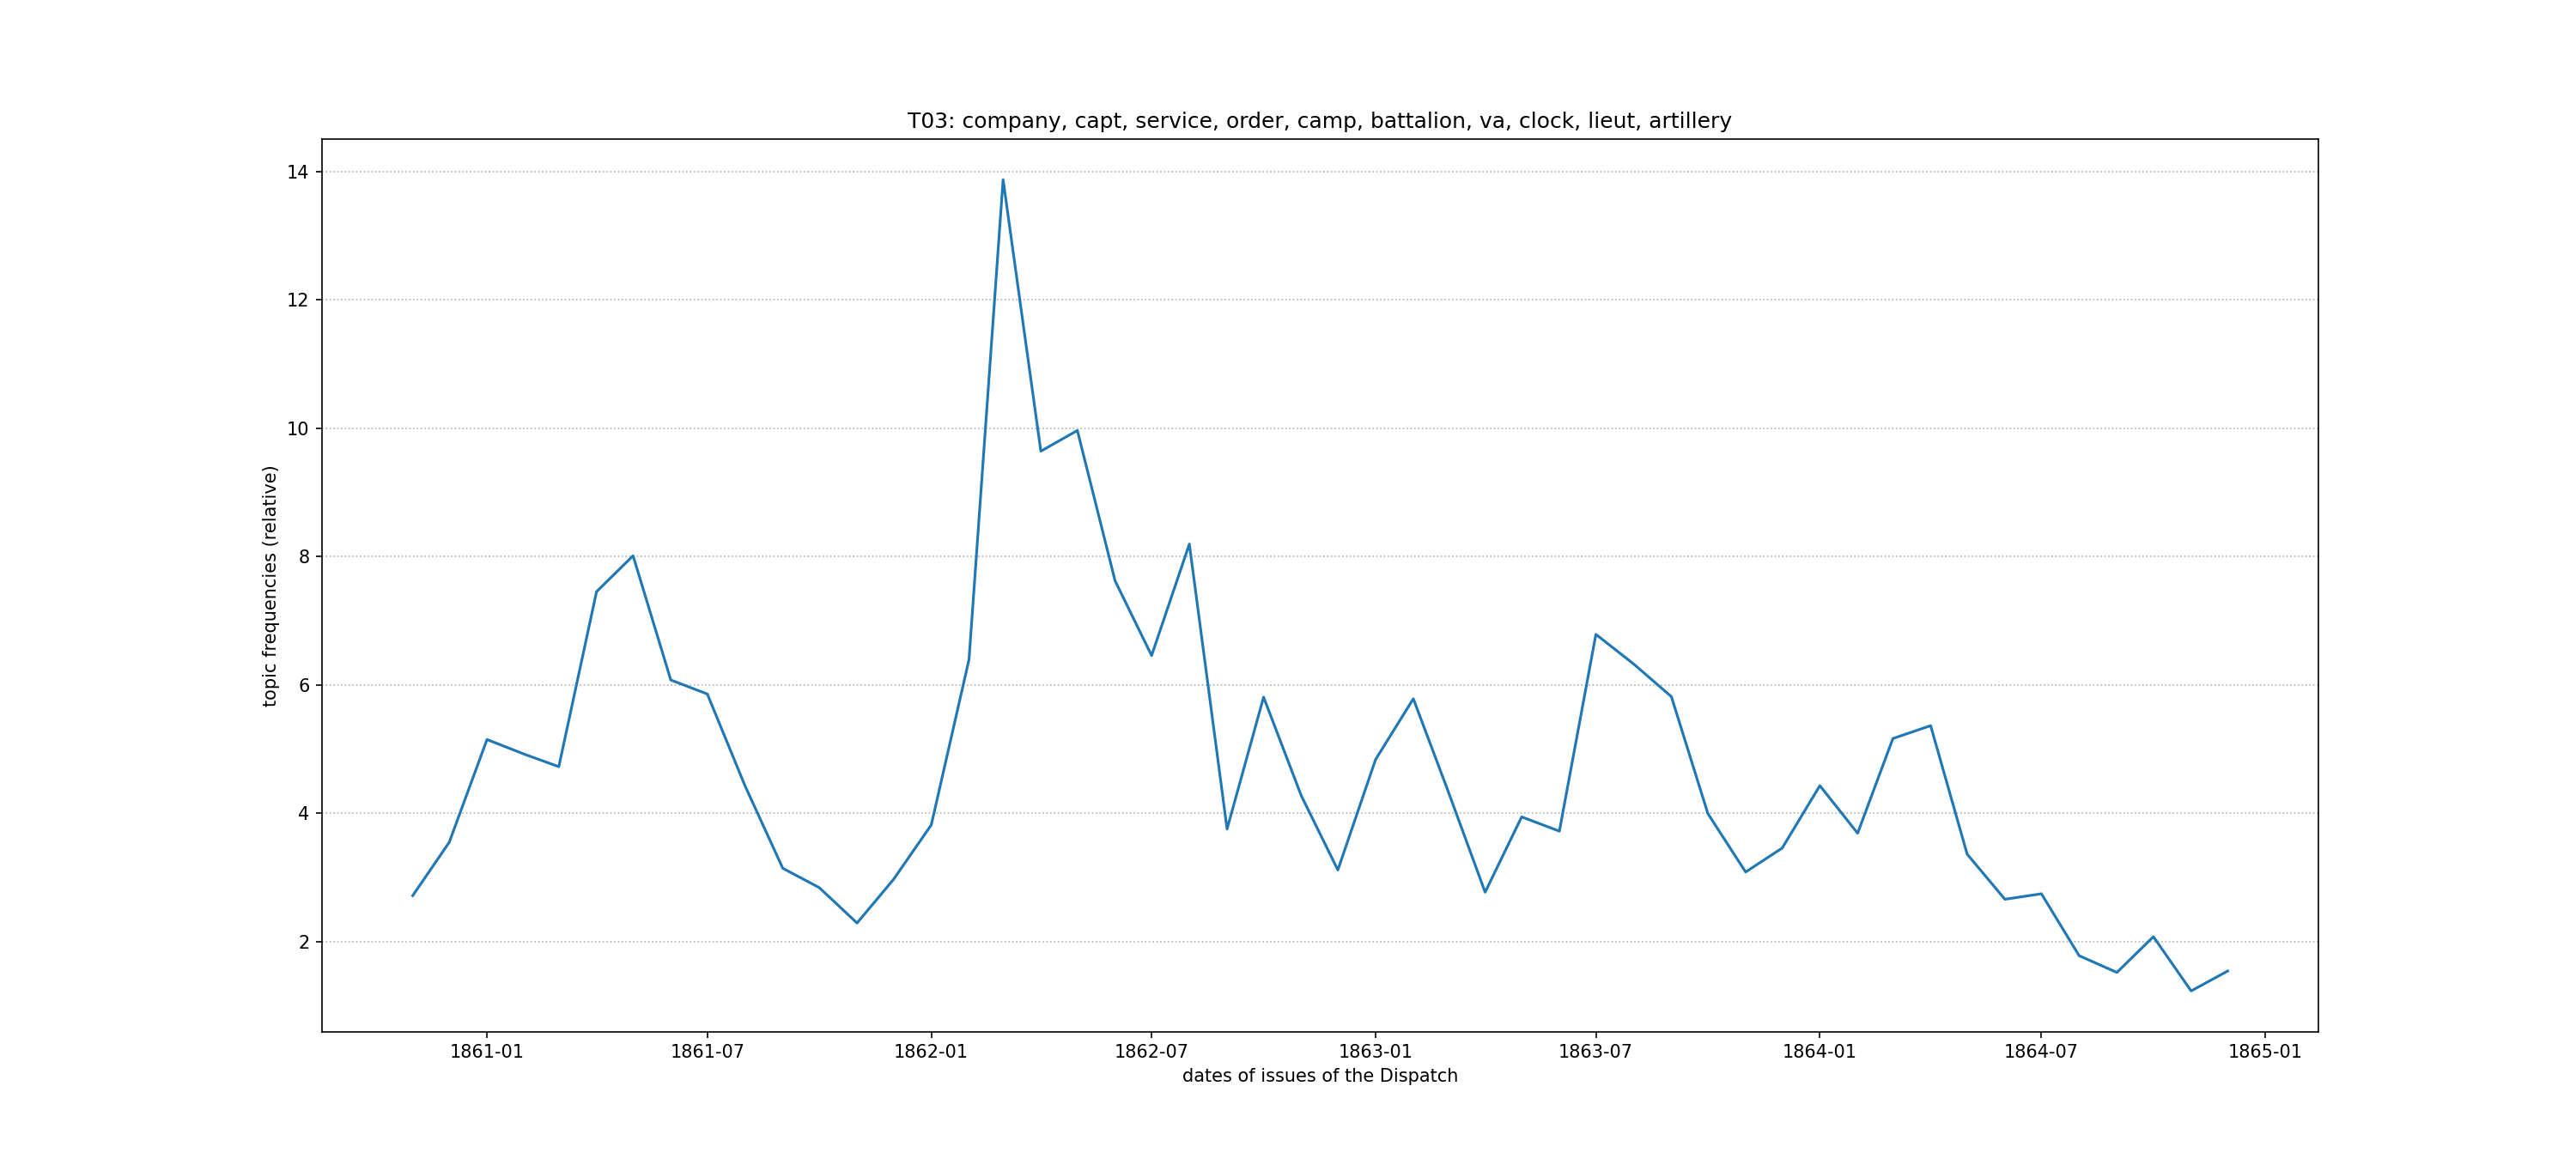 T03: company, capt, service, order, camp, battalion, va, clock, lieut, artillery
topic frequencies (relative)
14
12
10
8
6
4
2
1861-01 1861-07 1862-01 1862-07 1863-01 1863-07 1864-01 1864-07 1865-01
dates of issues of the Dispatch